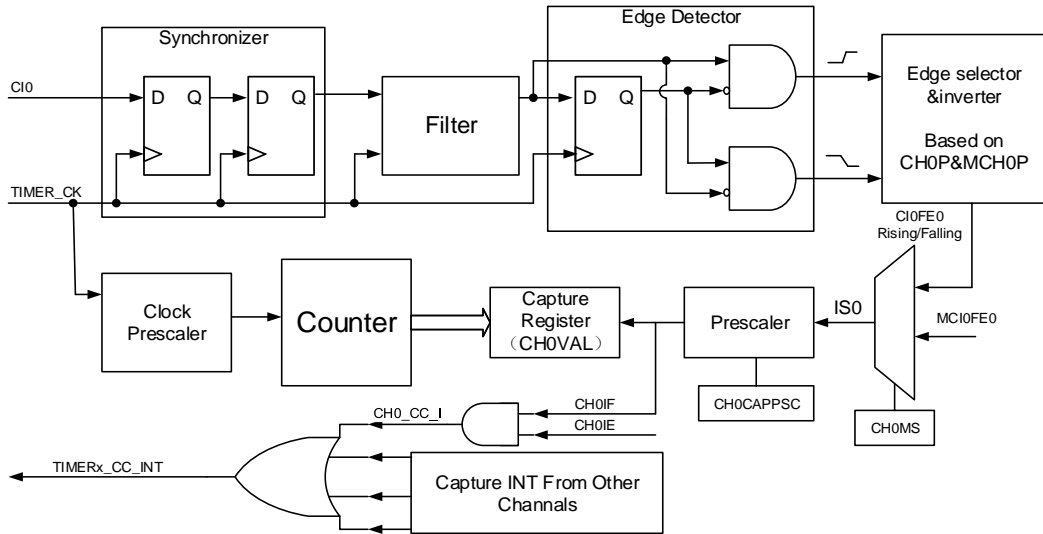 Synchronizer
Edge Detector
CI0
D Q
D Q
Filter
D Q
Edge selector
&inverter
Based on
CH0P&MCH0P
TIMER_CK
CI0FE0
Rising/Falling
Clock
Prescaler
Counter
Capture
Register
(CH0VAL)
Prescaler
IS0
MCI0FE0
CH0CAPPSC
CH0MS
CH0_CC_I
CH0IF
CH0IE
TIMERx_CC_INT
Capture INT From Other
Channels